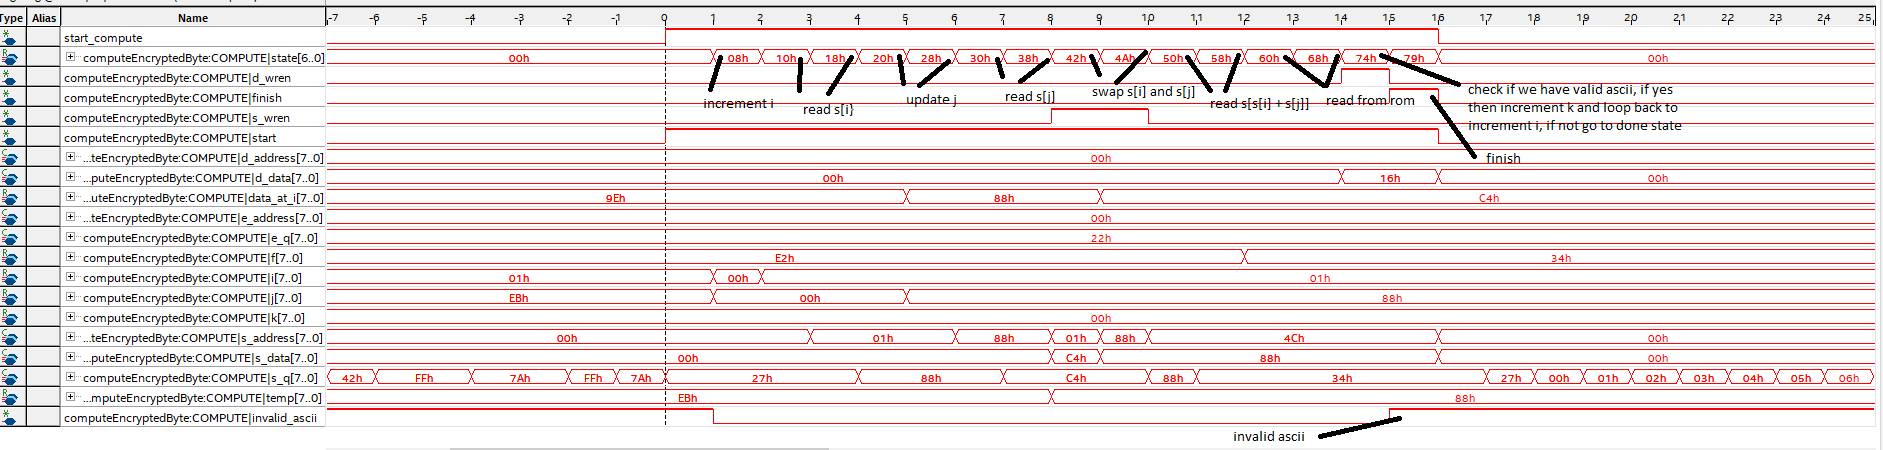 Type Alias Name -7 -6 -5 -4 -3 -2 -1 0 1 2 3 4 5 6 7 8 9 10 11 12 13 14 15 16 17 18 19 20 21 22 23 24 25
start_compute
computeEncryptedByte:COMPUTE|state[6..0] 00h 08h 10h 18h 20h 28h 30h 38h 42h 4Ah 50h 58h 60h 68h 74h 79h 00h
computeEncryptedByte:COMPUTE|d_wren
computeEncryptedByte:COMPUTE|finish
computeEncryptedByte:COMPUTE|s_wren
computeEncryptedByte:COMPUTE|start
...teEncryptedByte:COMPUTE|d_address[7..0] 00h
...puteEncryptedByte:COMPUTE|d_data[7..0] 00h 16h 00h
...uteEncryptedByte:COMPUTE|data_at_i[7..0] 9Eh 88h C4h
...teEncryptedByte:COMPUTE|e_address[7..0] 00h
computeEncryptedByte:COMPUTE|e_q[7..0] 22h
computeEncryptedByte:COMPUTE|f[7..0] E2h 34h
computeEncryptedByte:COMPUTE|i[7..0] 01h 00h 01h
computeEncryptedByte:COMPUTE|j[7..0] EBh 00h 88h
computeEncryptedByte:COMPUTE|k[7..0] 00h
...teEncryptedByte:COMPUTE|s_address[7..0] 00h 01h 88h 01h 88h 4Ch 00h
...puteEncryptedByte:COMPUTE|s_data[7..0] 00h C4h 88h 00h
computeEncryptedByte:COMPUTE|s_q[7..0] 42h FFh 7Ah FFh 7Ah 27h 88h C4h 88h 34h 27h 00h 01h 02h 03h 04h 05h 06h
...mputeEncryptedByte:COMPUTE|temp[7..0] EBh 88h
computeEncryptedByte:COMPUTE|invalid_ascii
increment i
read s[i}
update j
read s[j]
swap s[i] and s[j]
read s[s[i] + s[j]]
read from rom
check if we have valid ascii, if yes
then increment k and loop back to
increment i, if not go to done state
finish
invalid ascii